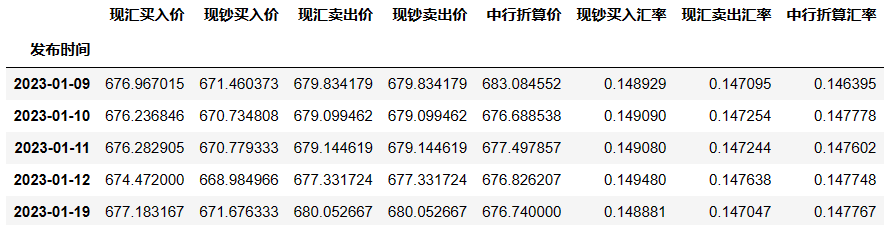 现汇买入价 现钞买入价 现汇卖出价 现钞卖出价 中行折算价 现钞买入汇率 现汇卖出汇率 中行折算汇率
发布时间
2023-01-09 676.967015 671.460373 679.834179 679.834179 683.084552 0.148929 0.147095 0.146395
2023-01-10 676.236846 670.734808 679.099462 679.099462 676.688538 0.149090 0.147254 0.147778
2023-01-11 676.282905 670.779333 679.144619 679.144619 677.497857 0.149080 0.147244 0.147602
2023-01-12 674.472000 668.984966 677.331724 677.331724 676.826207 0.149480 0.147638 0.147748
2023-01-19 677.183167 671.676333 680.052667 680.052667 676.740000 0.148881 0.147047 0.147767